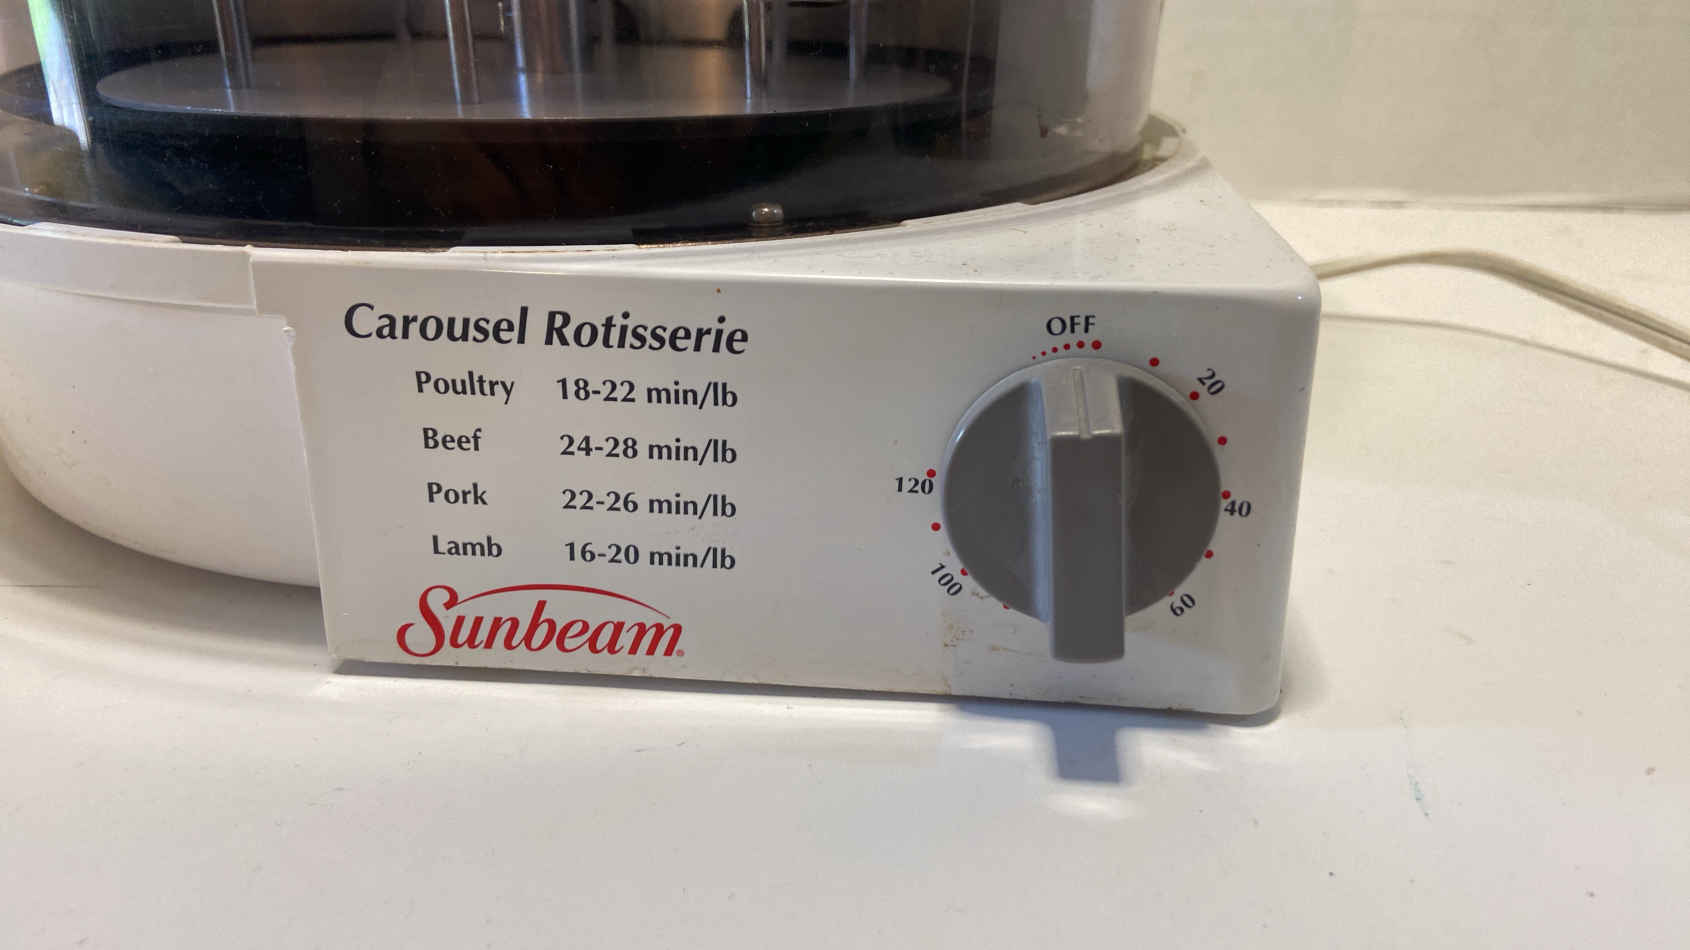 Carousel Rotisserie
Poultry 18-22 min/lb
Beef 24-28 min/lb
Pork 22-26 min/lb
Lamb 16-20 min/lb
Sunbeam®
OFF
20
40
60
100
120